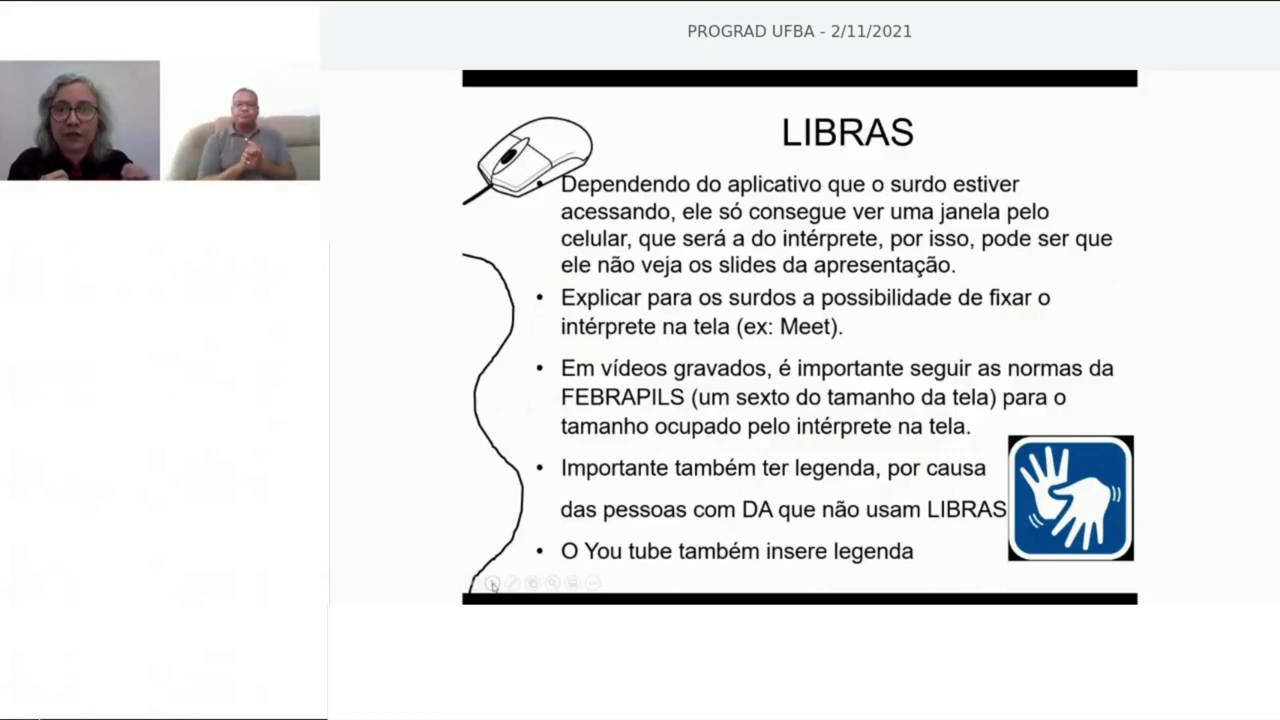 PROGRAD UFBA - 2/11/2021
LIBRAS
• Dependendo do aplicativo que o surdo estiver
acessando, ele só consegue ver uma janela pelo
celular, que será a do intérprete, por isso, pode ser que
ele não veja os slides da apresentação.
• Explicar para os surdos a possibilidade de fixar o
intérprete na tela (ex: Meet).
• Em vídeos gravados, é importante seguir as normas da
FEBRAPILS (um sexto do tamanho da tela) para o
tamanho ocupado pelo intérprete na tela.
• Importante também ter legenda, por causa
das pessoas com DA que não usam LIBRAS
• O You tube também insere legenda